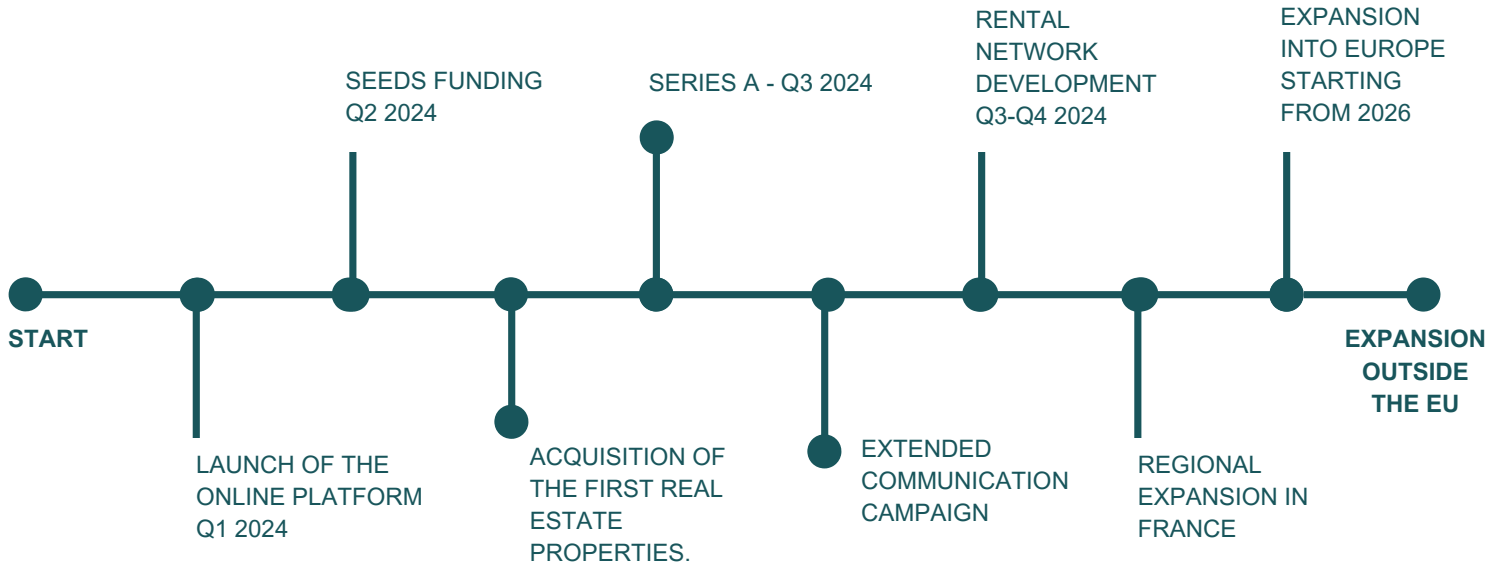 START
LAUNCH OF THE
ONLINE PLATFORM
Q1 2024
SEEDS FUNDING
Q2 2024
ACQUISITION OF
THE FIRST REAL
ESTATE
PROPERTIES.
SERIES A - Q3 2024
EXTENDED
COMMUNICATION
CAMPAIGN
RENTAL
NETWORK
DEVELOPMENT
Q3-Q4 2024
REGIONAL
EXPANSION IN
FRANCE
EXPANSION
INTO EUROPE
STARTING
FROM 2026
EXPANSION
OUTSIDE
THE EU